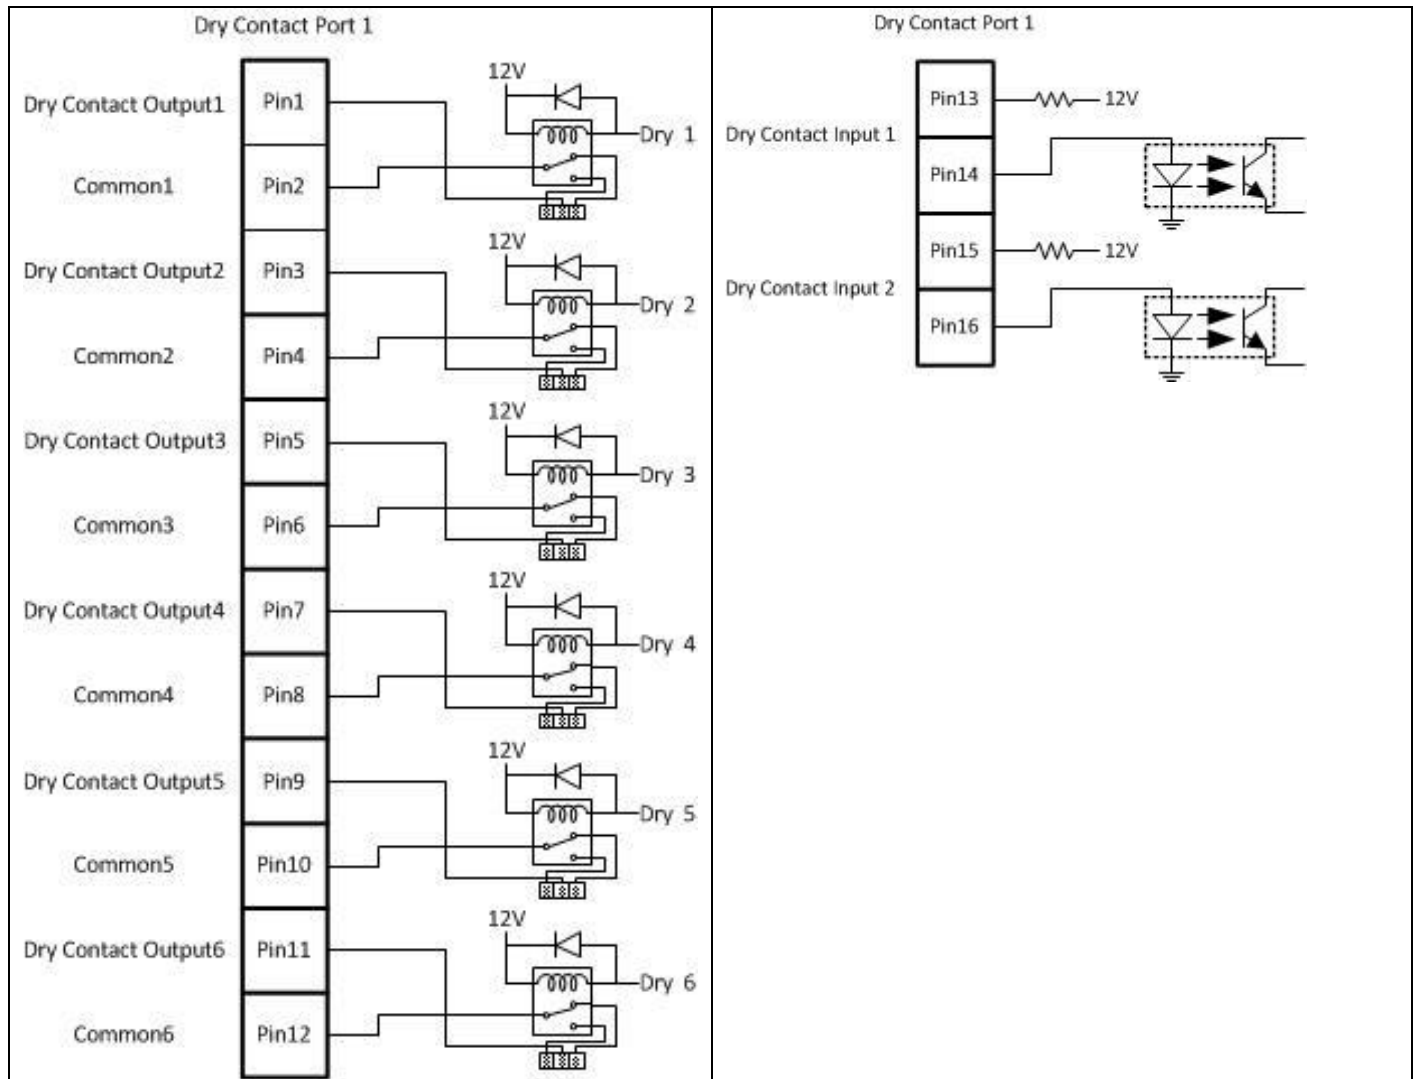 Dry Contact Port 1
12V
Dry Contact Output1 Pin1
Dry 1
Common1 Pin2
12V
Dry Contact Output2 Pin3
Dry 2
Common2 Pin4
12V
Dry Contact Output3 Pin5
Dry 3
Common3 Pin6
12V
Dry Contact Output4 Pin7
Dry 4
Common4 Pin8
12V
Dry Contact Output5 Pin9
Dry 5
Common5 Pin10
12V
Dry Contact Output6 Pin11
Dry 6
Common6 Pin12
Dry Contact Port 1
Pin13 12V
Dry Contact Input 1
Pin14
Pin15 12V
Dry Contact Input 2
Pin16